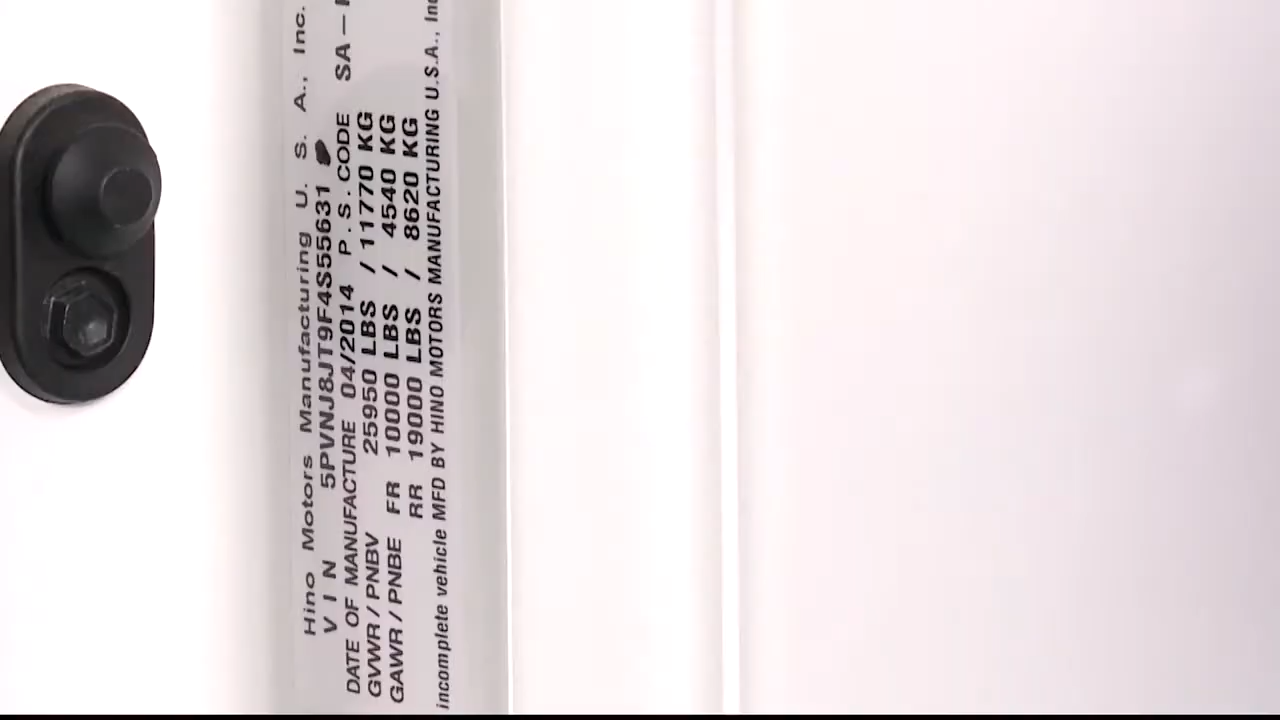 Hino Motors Manufacturing U. S. A., Inc.
VIN 5PVNJ8JT9F4S55631
DATE OF MANUFACTURE 04/2014 P.S.CODE SA-
GVWR/PNBV 25950 LBS / 11770 KG
GAWR/PNBE FR 10000 LBS / 4540 KG
RR 19000 LBS / 8620 KG
incomplete vehicle MFD BY HINO MOTORS MANUFACTURING U.S.A., Inc